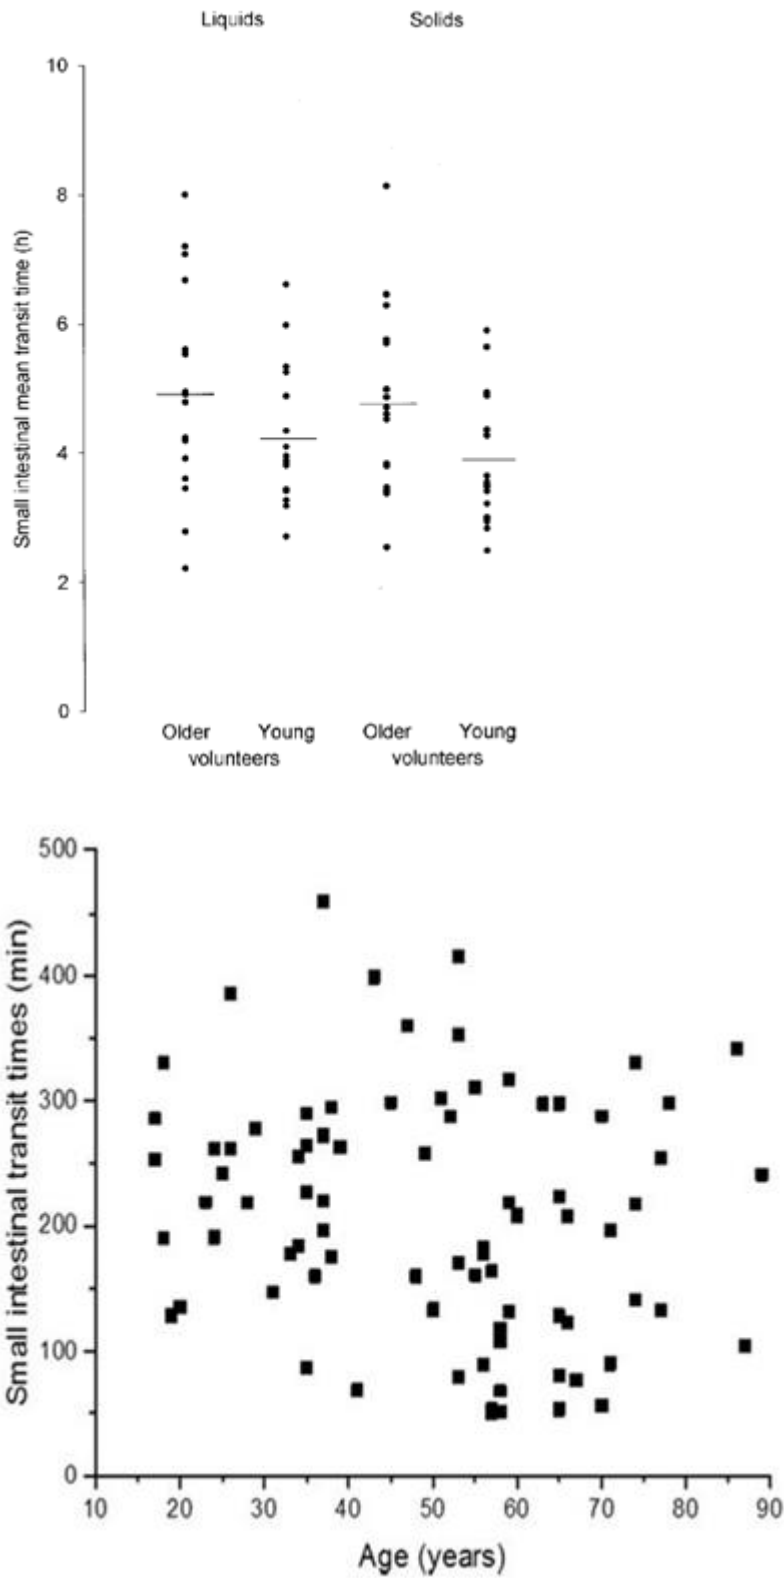 Liquids Solids
10
8
6
4
2
0
Small intestinal mean transit time (h)
Older Young Older Young
volunteers volunteers
500
400
300
200
100
0
Small intestinal transit times (min)
10 20 30 40 50 60 70 80 90
Age (years)